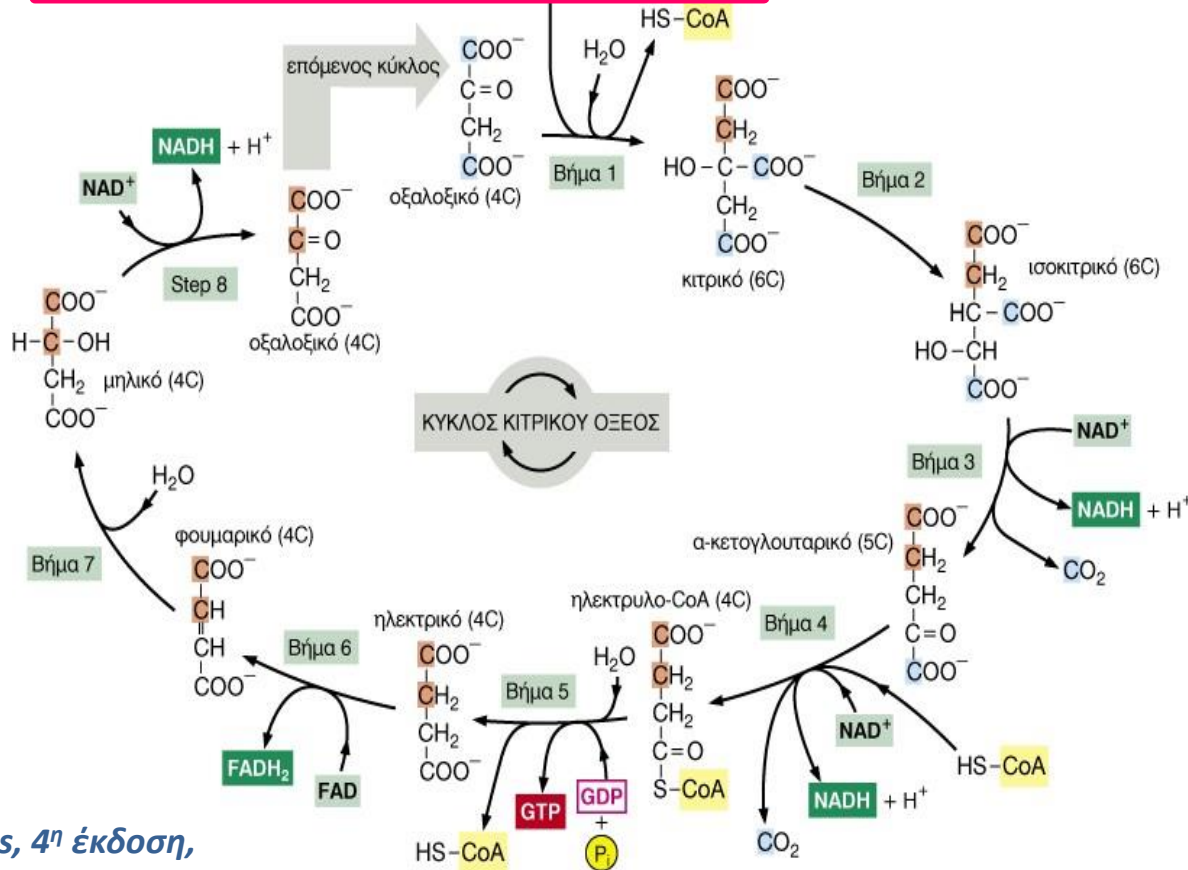 HS–CoA
H₂O
επόμενος κύκλος
COO⁻
C=O
CH₂
COO⁻
οξαλοξικό (4C)
Βήμα 1
COO⁻
CH₂
HO–C–COO⁻
CH₂
COO⁻
κιτρικό (6C)
Βήμα 2
COO⁻
CH₂
HC–COO⁻
HO–CH
COO⁻
ισοκιτρικό (6C)
NAD⁺
Βήμα 3
NADH + H⁺
CO₂
α-κετογλουταρικό (5C)
COO⁻
CH₂
CH₂
C=O
COO⁻
Βήμα 4
NAD⁺
HS–CoA
NADH + H⁺
CO₂
ηλεκτρυλο-CoA (4C)
COO⁻
CH₂
CH₂
C=O
S–CoA
H₂O
Βήμα 5
GDP
+
Pᵢ
GTP
HS–CoA
ηλεκτρικό (4C)
COO⁻
CH₂
CH₂
COO⁻
Βήμα 6
FAD
FADH₂
φουμαρικό (4C)
COO⁻
CH
CH
COO⁻
Βήμα 7
H₂O
COO⁻
H–C–OH
CH₂
COO⁻
μηλικό (4C)
Step 8
NAD⁺
NADH + H⁺
COO⁻
C=O
CH₂
COO⁻
οξαλοξικό (4C)
ΚΥΚΛΟΣ ΚΙΤΡΙΚΟΥ ΟΞΕΟΣ
s, 4η έκδοση,